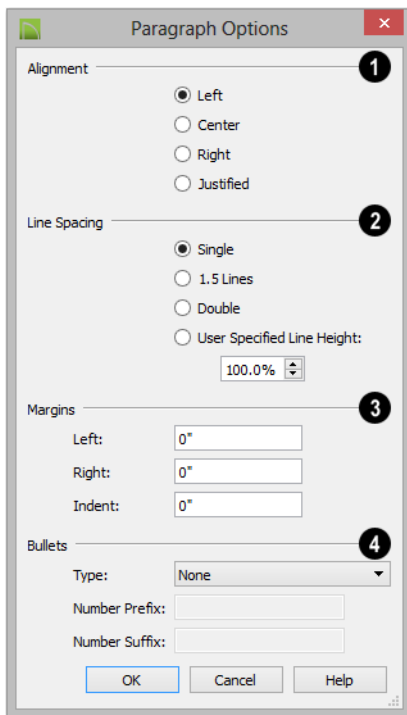 Paragraph Options
Alignment 1
Left
Center
Right
Justified
Line Spacing 2
Single
1.5 Lines
Double
User Specified Line Height:
100.0%
Margins 3
Left: 0"
Right: 0"
Indent: 0"
Bullets 4
Type: None
Number Prefix:
Number Suffix:
OK Cancel Help